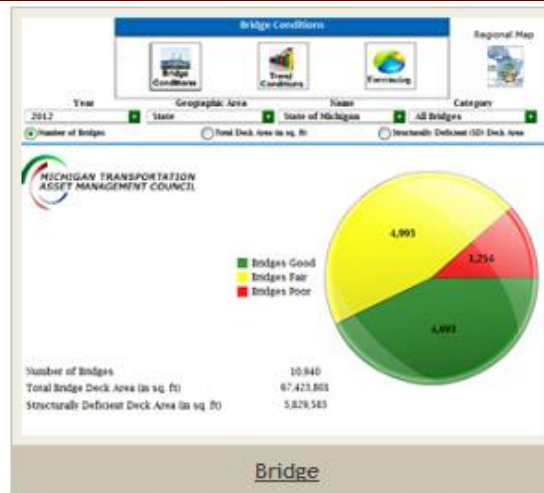 Bridge Conditions
Regional Map
Bridge Conditions
Trend Conditions
Forecasting
Year Geographic Area Name Category
2012 State State of Michigan All Bridges
Number of Bridges Total Deck Area in sq. ft Structurally Deficient (SD) Deck Area
MICHIGAN TRANSPORTATION
ASSET MANAGEMENT COUNCIL
4,993
1,254
Bridges Good
Bridges Fair
Bridges Poor
4,693
Number of Bridges 10,940
Total Bridge Deck Area (in sq. ft) 67,423,808
Structurally Deficient Deck Area (in sq. ft) 5,829,583
Bridge